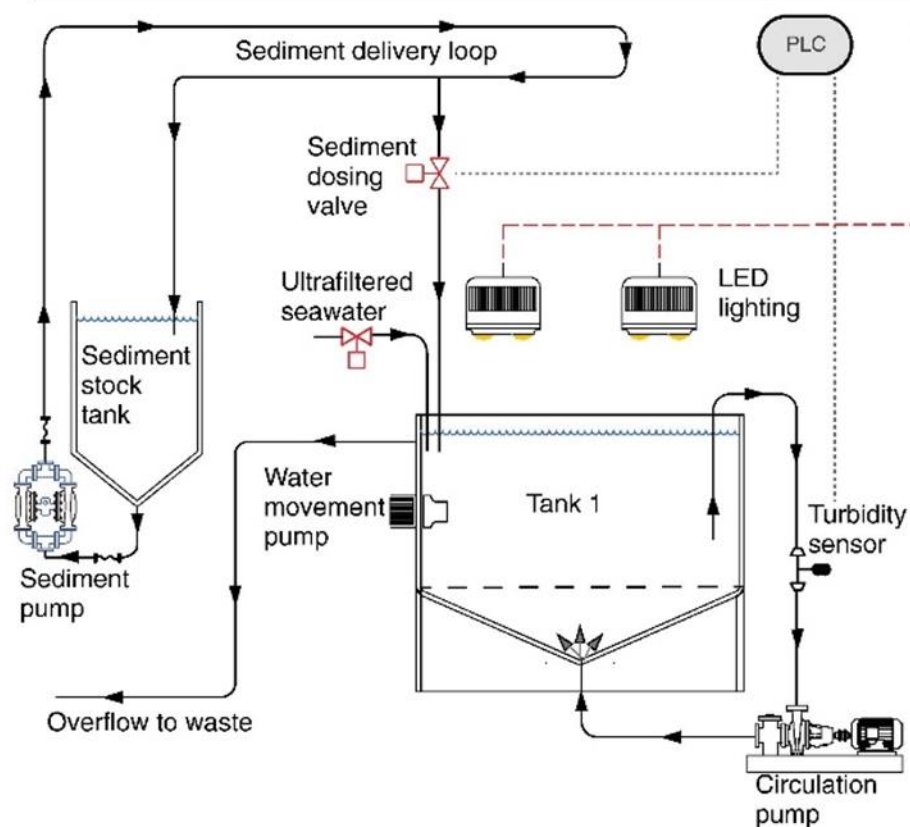 Sediment delivery loop
PLC
Sediment
dosing
valve
Ultrafiltered
seawater
LED
lighting
Sediment
stock
tank
Water
movement
pump
Tank 1
Turbidity
sensor
Sediment
pump
Overflow to waste
Circulation
pump